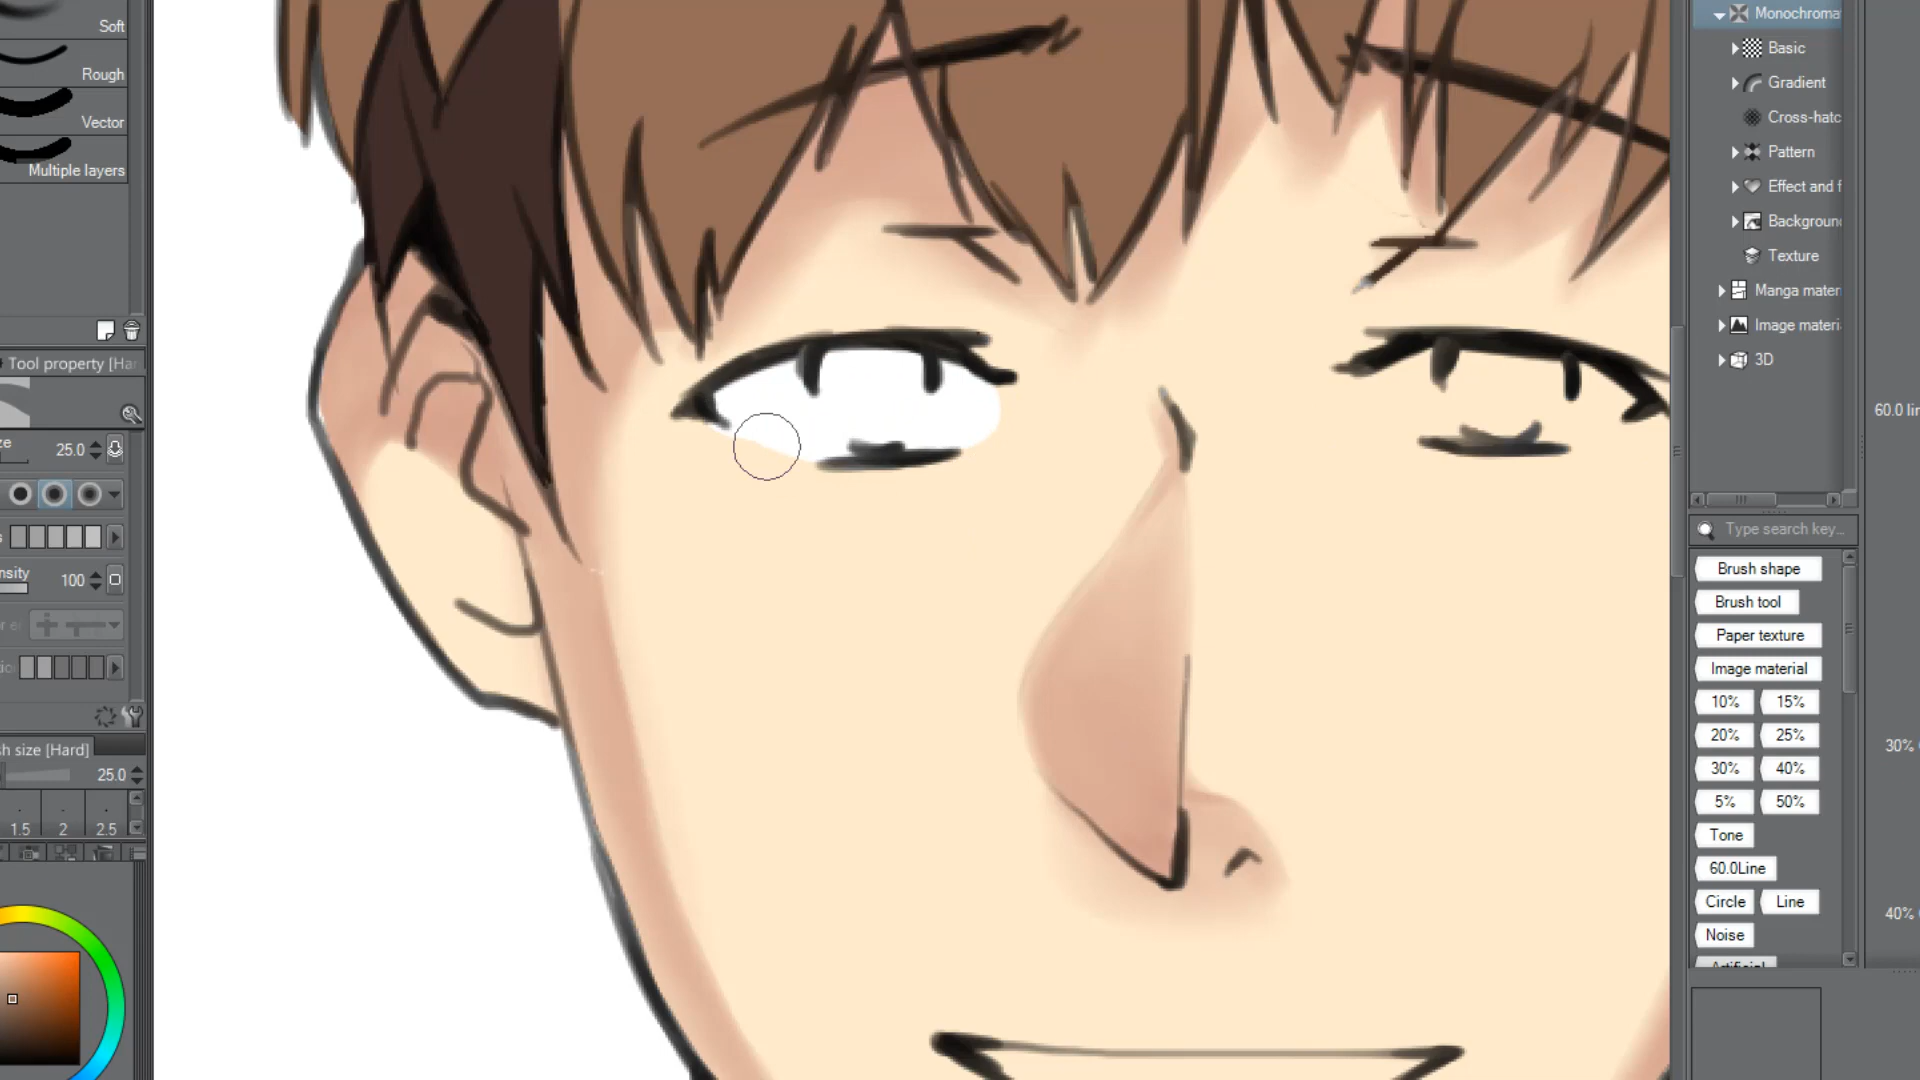 Soft
Rough
Vector
Multiple layers
Tool property [Ha
25.0
100
[Hard]
25.0
1.5 2 2.5
Monochroma
Basic
Gradient
Cross-hatc
Pattern
Effect and f
Background
Texture
Manga mater
Image materi
3D
Type search key...
Brush shape
Brush tool
Paper texture
Image material
10% 15%
20% 25%
30% 40%
5% 50%
Tone
60.0Line
Circle Line
Noise
60.0 lin
30%
40%